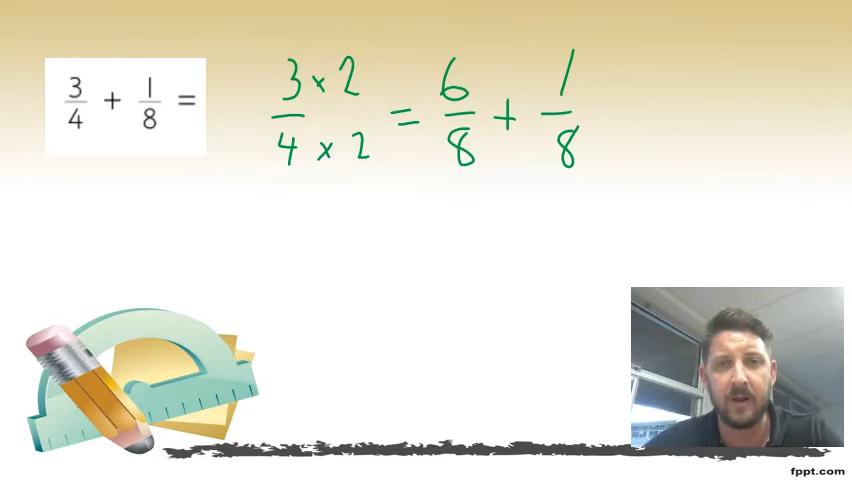 3/4 + 1/8 =
3 × 2 / 4 × 2 = 6/8 + 1/8
fppt.com